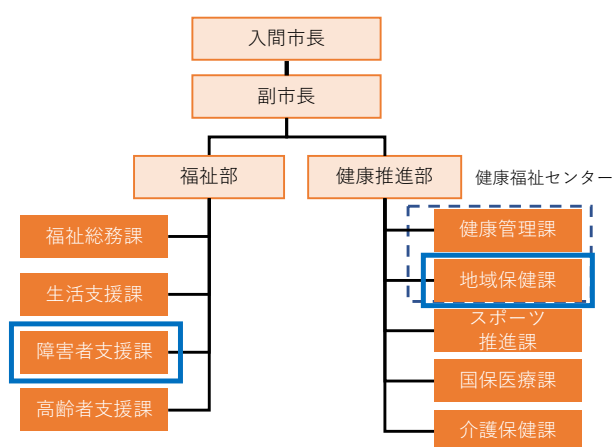 入間市長
副市長
福祉部
健康推進部
健康福祉センター
福祉総務課
生活支援課
障害者支援課
高齢者支援課
健康管理課
地域保健課
スポーツ
推進課
国保医療課
介護保健課